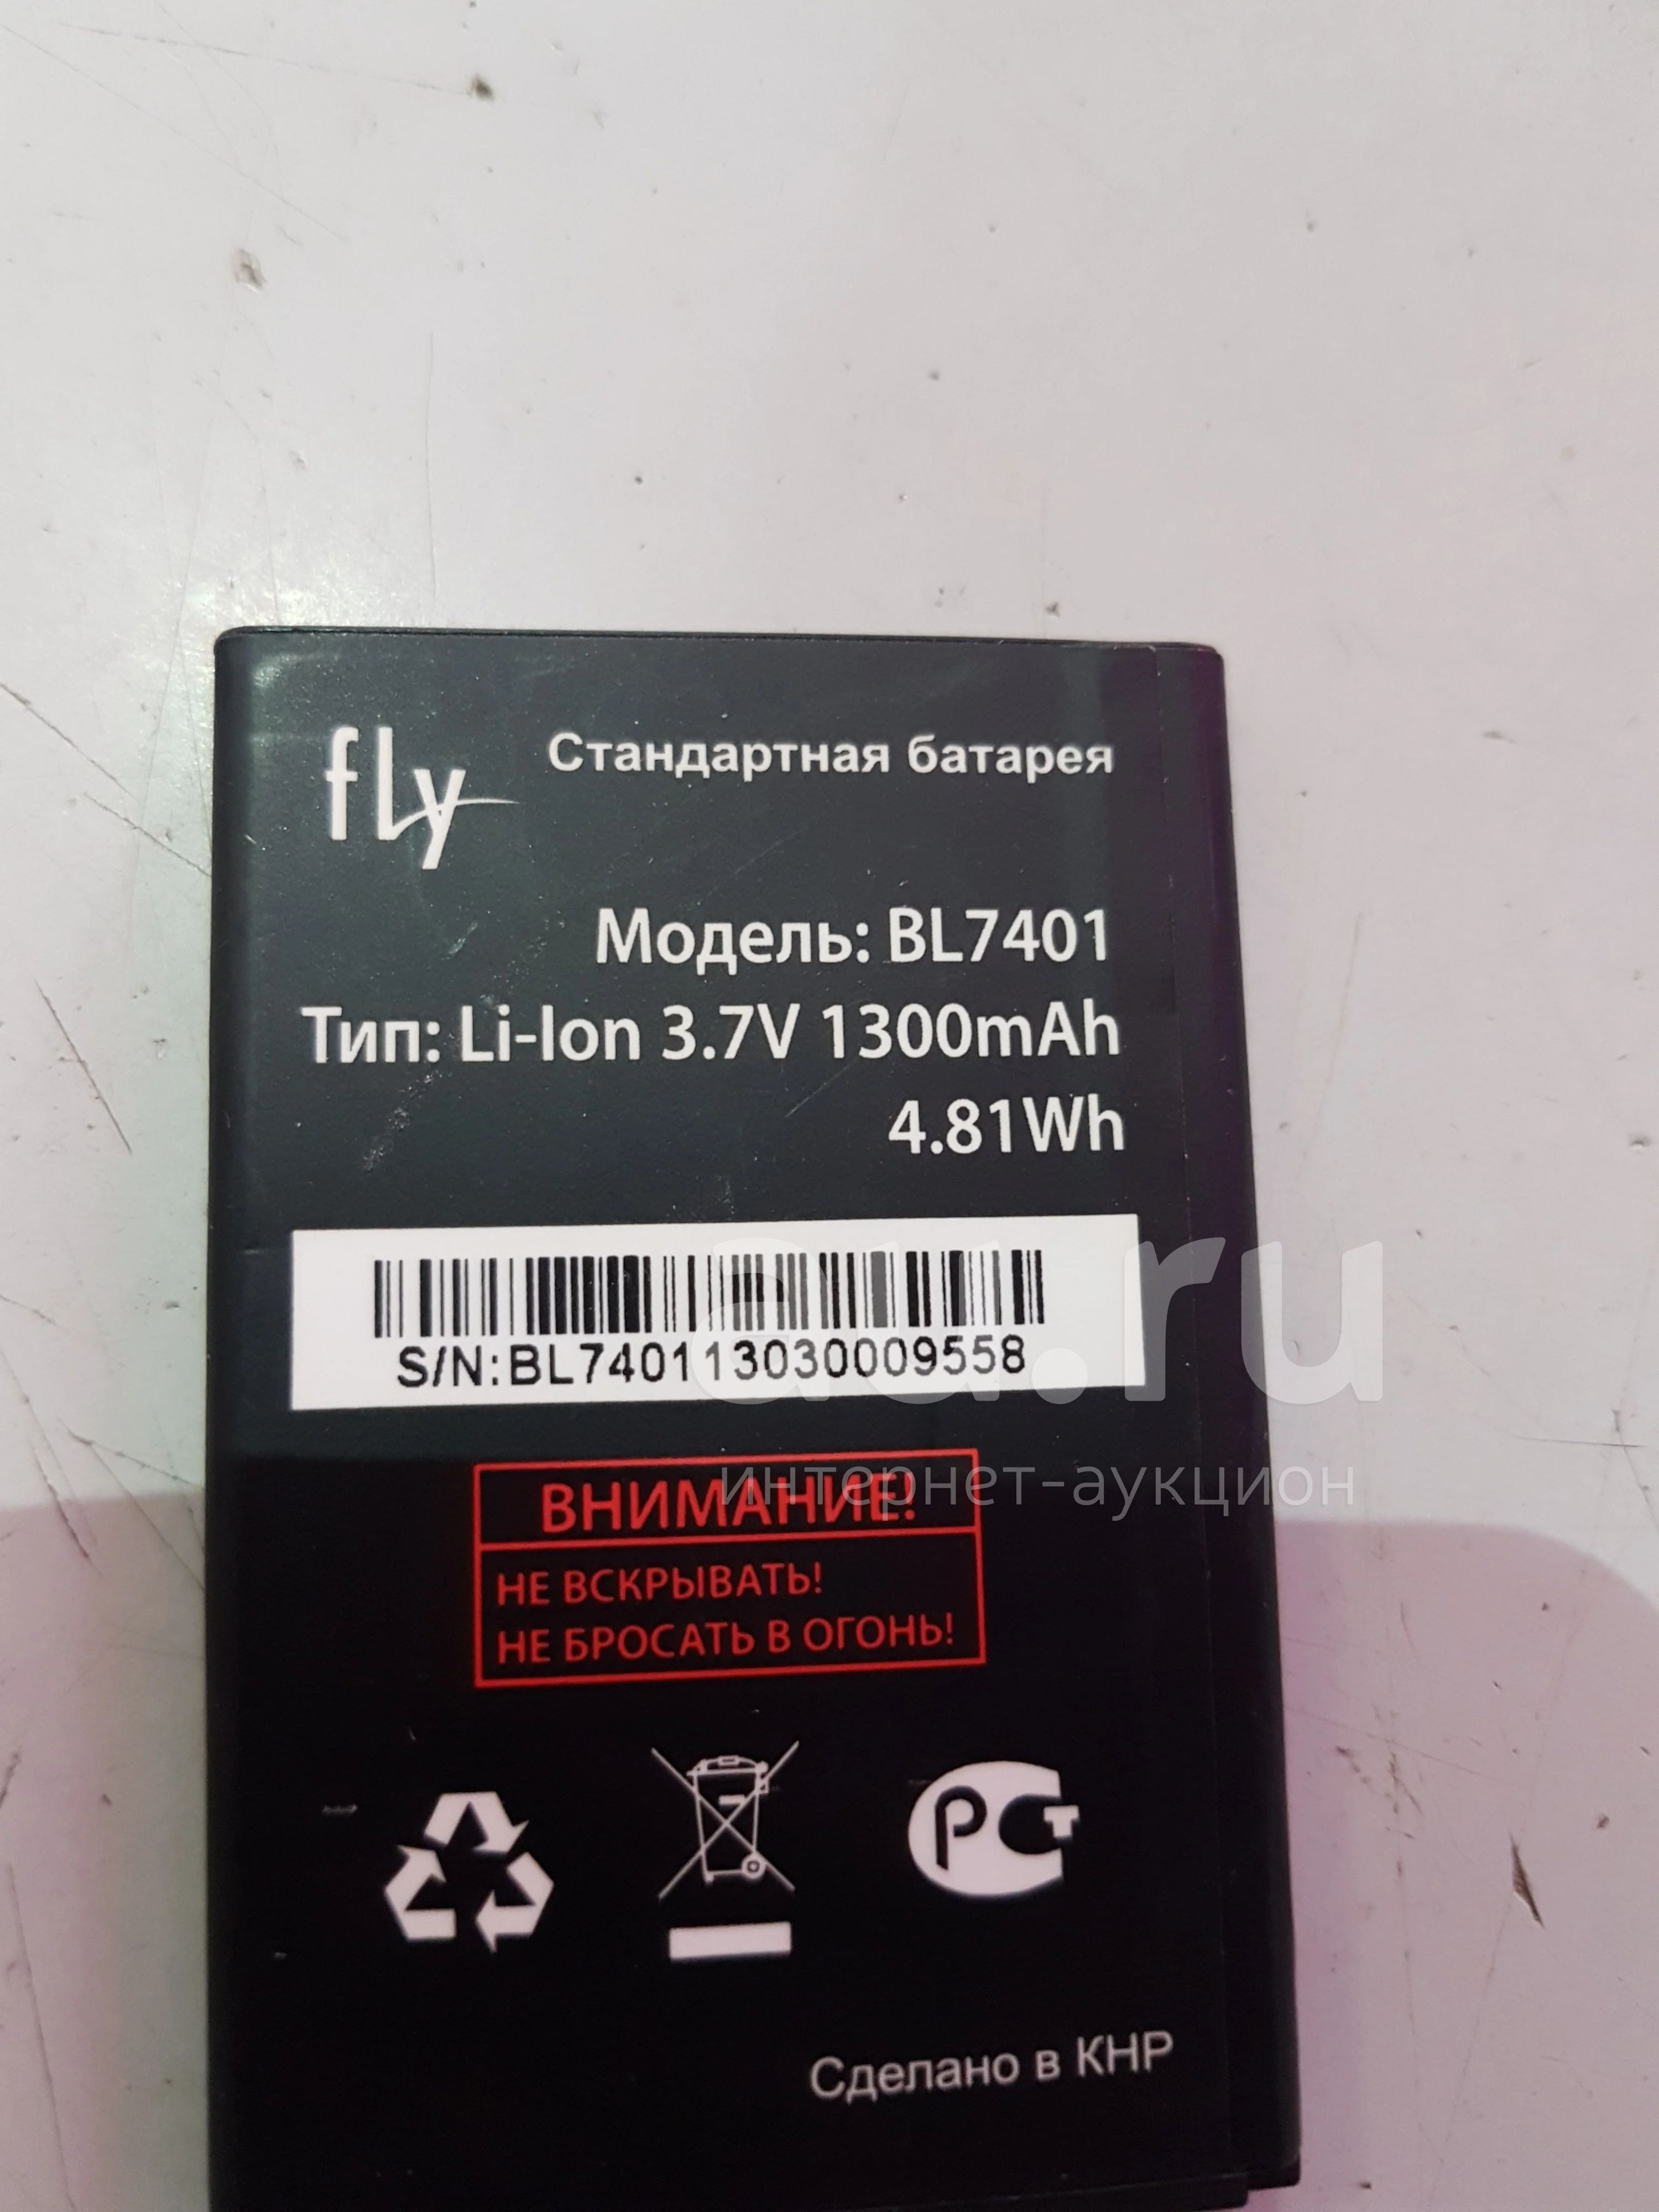 fly
Стандартная батарея
Модель: BL7401
Тип: Li-Ion 3.7V 1300mAh
4.81Wh
S/N:BL740113030009558
au.ru
интернет-аукцион
ВНИМАНИЕ!
НЕ ВСКРЫВАТЬ!
НЕ БРОСАТЬ В ОГОНЬ!
РСТ
Сделано в КНР